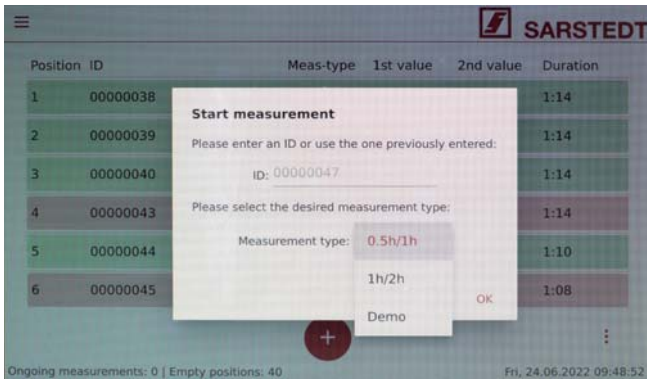 SARSTEDT
Position ID Meas-type 1st value 2nd value Duration
1 00000038 1:14
2 00000039 1:14
3 00000040 1:14
4 00000043 1:14
5 00000044 1:10
6 00000045 1:08
Start measurement
Please enter an ID or use the one previously entered:
ID: 00000047
Please select the desired measurement type:
Measurement type: 0.5h/1h
1h/2h
Demo
OK
+
Ongoing measurements: 0 | Empty positions: 40
Fri, 24.06.2022 09:48:52